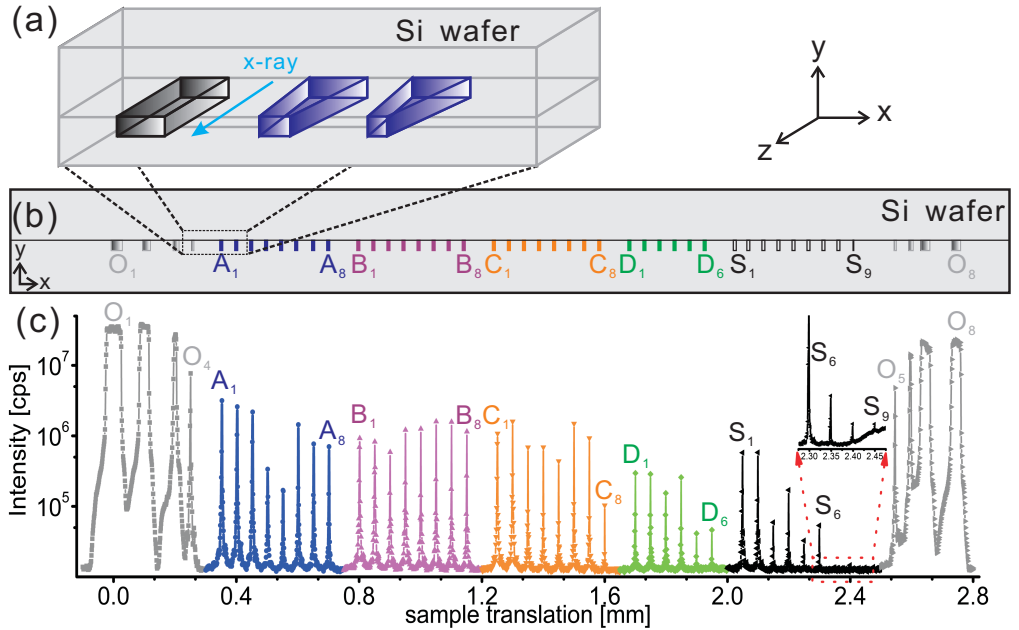 (a)
Si wafer
x-ray
y
x
z
(b)
Si wafer
y
x
O1
A1
A8
B1
B8
C1
C8
D1
D6
S1
S9
O8
(c)
Intensity [cps]
10^7
10^6
10^5
O1
O4
A1
A8
B1
B8
C1
C8
D1
D6
S1
S6
O5
O8
S6
S9
2.30 2.35 2.40 2.45
0.0 0.4 0.8 1.2 1.6 2.0 2.4 2.8
sample translation [mm]